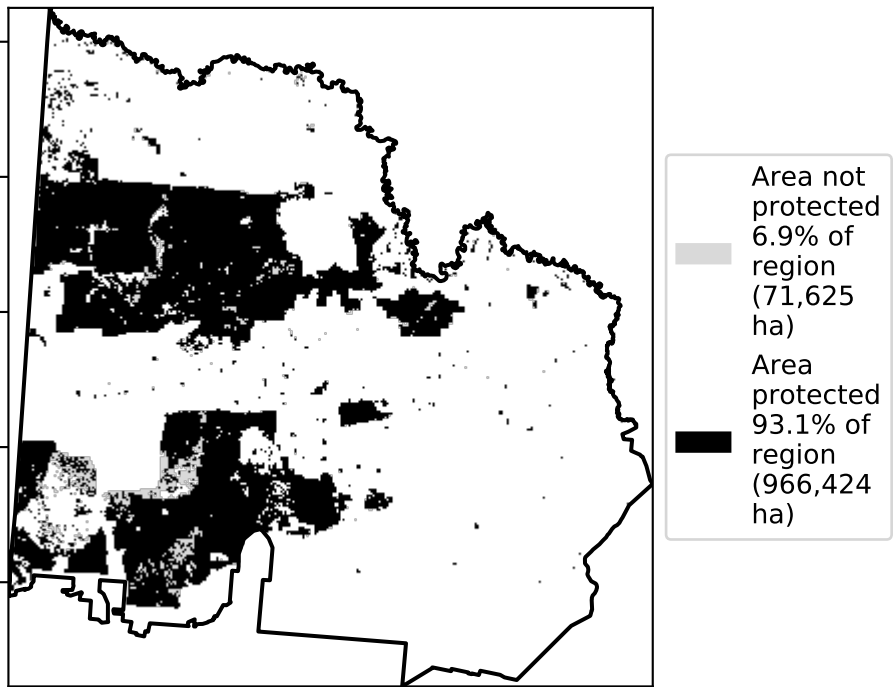 Area not
protected
6.9% of
region
(71,625
ha)
Area
protected
93.1% of
region
(966,424
ha)